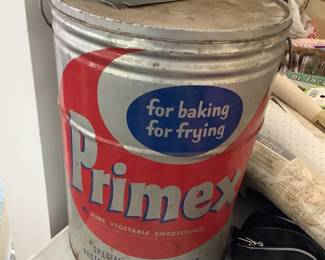 for baking
for frying
Primex
PURE VEGETABLE SHORTENING